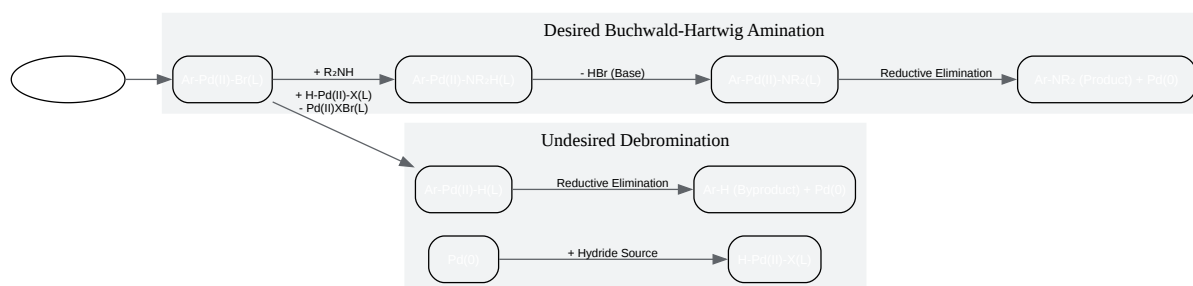 Desired Buchwald-Hartwig Amination
Ar-Pd(II)-Br(L)
+ R₂NH
Ar-Pd(II)-NR₂H(L)
- HBr (Base)
Ar-Pd(II)-NR₂(L)
Reductive Elimination
Ar-NR₂ (Product) + Pd(0)
+ H-Pd(II)-X(L)
- Pd(II)XBr(L)
Undesired Debromination
Ar-Pd(II)-H(L)
Reductive Elimination
Ar-H (Byproduct) + Pd(0)
Pd(0)
+ Hydride Source
H-Pd(II)-X(L)